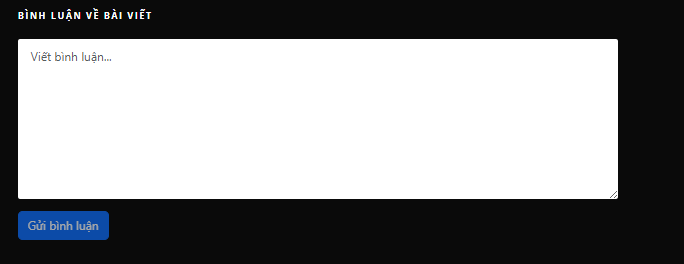 BÌNH LUẬN VỀ BÀI VIẾT
Viết bình luận...
Gửi bình luận